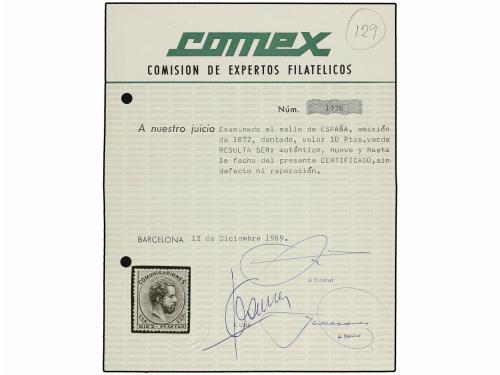 comex
129
COMISION DE EXPERTOS FILATELICOS
Núm. 1776
A nuestro juicio Examinado el sello de ESPAÑA, emisión
de 1872, dentado, valor 10 Ptas.verde
RESULTA SER: auténtico, nuevo y hasta
la fecha del presente CERTIFICADO,sin
defecto ni reparación.
BARCELONA 12 de Diciembre 1969.
COMUNICACIONES
DIEZ PESETAS